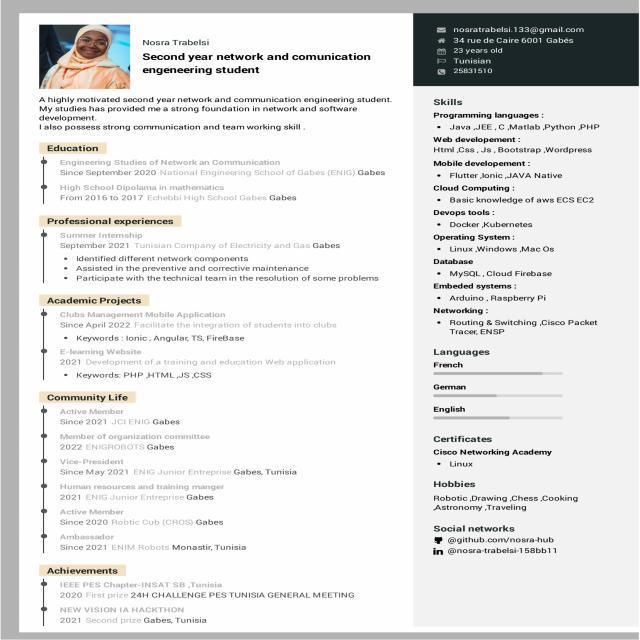 Nosra Trabelsi
Second year network and comunication
engeneering student
A highly motivated second year network and communication engineering student.
My studies has provided me a strong foundation in network and software
development.
I also possess strong communication and team working skill .
Education
Engineering Studies of Network an Communication
Since September 2020 National Engineering School of Gabes (ENIG) Gabes
High School Dipolama in mathematics
From 2016 to 2017 Echebbi High School Gabes Gabes
Professional experiences
Summer Internship
September 2021 Tunisian Company of Electricity and Gas Gabes
• Identified different network components
• Assisted in the preventive and corrective maintenance
• Participate with the technical team in the resolution of some problems
Academic Projects
Clubs Management Mobile Application
Since April 2022 Facilitate the integration of students into clubs
• Keywords : Ionic , Angular, TS, FireBase
E-learning Website
2021 Development of a training and education Web application
• Keywords: PHP ,HTML ,JS ,CSS
Community Life
Active Member
Since 2021 JCI ENIG Gabes
Member of organization committee
2022 ENIGROBOTS Gabes
Vice-President
Since May 2021 ENIG Junior Entreprise Gabes, Tunisia
Human resources and training manger
2021 ENIG Junior Entreprise Gabes
Active Member
Since 2020 Robtic Cub (CROS) Gabes
Ambassador
Since 2021 ENIM Robots Monastir, Tunisia
Achievements
IEEE PES Chapter-INSAT SB ,Tunisia
2020 First prize 24H CHALLENGE PES TUNISIA GENERAL MEETING
NEW VISION IA HACKTHON
2021 Second prize Gabes, Tunisia
nosratrabelsi.133@gmail.com
34 rue de Caire 6001 Gabés
23 years old
Tunisian
25831510
Skills
Programming languages :
• Java ,JEE , C ,Matlab ,Python ,PHP
Web developement :
Html ,Css , Js , Bootstrap ,Wordpress
Mobile developement :
• Flutter ,Ionic ,JAVA Native
Cloud Computing :
• Basic knowledge of aws ECS EC2
Devops tools :
• Docker ,Kubernetes
Operating System :
• Linux ,Windows ,Mac Os
Database
• MySQL , Cloud Firebase
Embeded systems :
• Arduino , Raspberry Pi
Networking :
• Routing & Switching ,Cisco Packet
Tracer, ENSP
Languages
French
German
English
Certificates
Cisco Networking Academy
• Linux
Hobbies
Robotic ,Drawing ,Chess ,Cooking
,Astronomy ,Traveling
Social networks
@github.com/nosra-hub
@nosra-trabelsi-158bb11